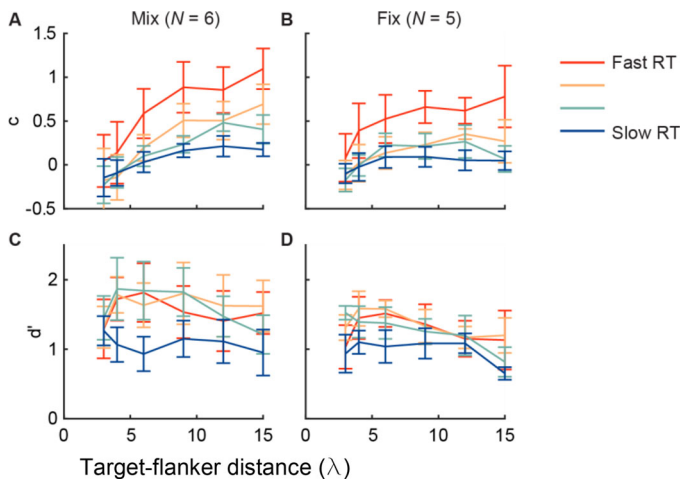 A Mix (N = 6) B Fix (N = 5)
1.5
1
0.5
0
-0.5
c
Fast RT
Slow RT
C D
2
1
0
d'
0 5 10 15 0 5 10 15
Target-flanker distance (λ)